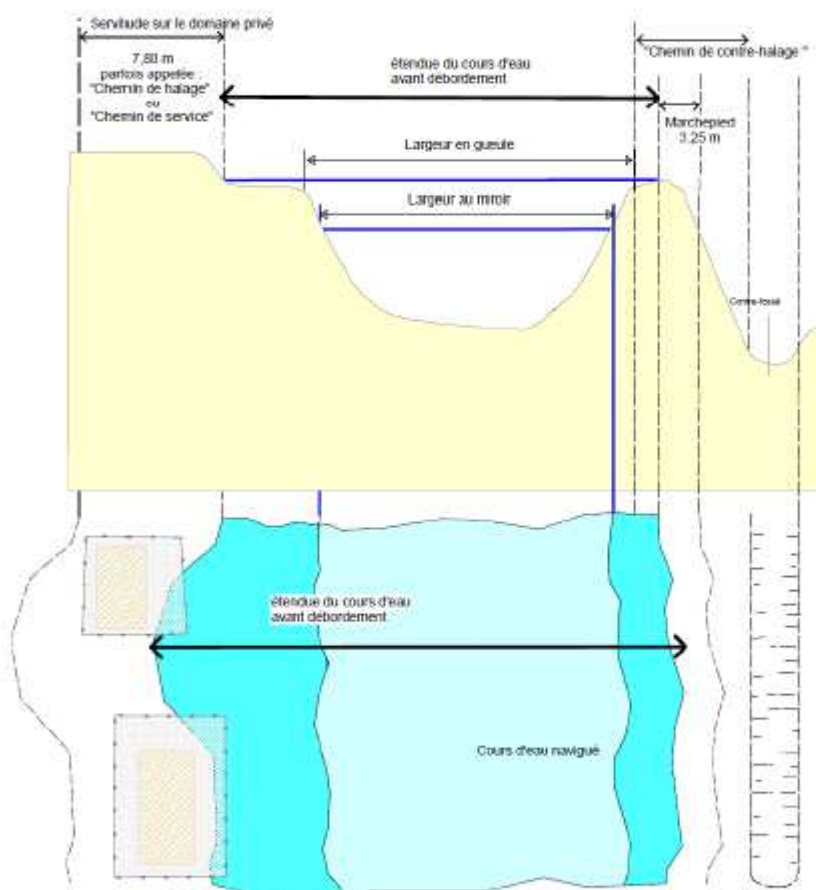 Servitude sur le domaine privé
7,80 m
parfois appelée :
"Chemin de halage"
ou
"Chemin de service"
étendue du cours d'eau
avant débordement
"Chemin de contre-halage "
Marchepied
3,25 m
Largeur en gueule
Largeur au miroir
Contre-fossé
étendue du cours d'eau
avant débordement
Cours d'eau navigué